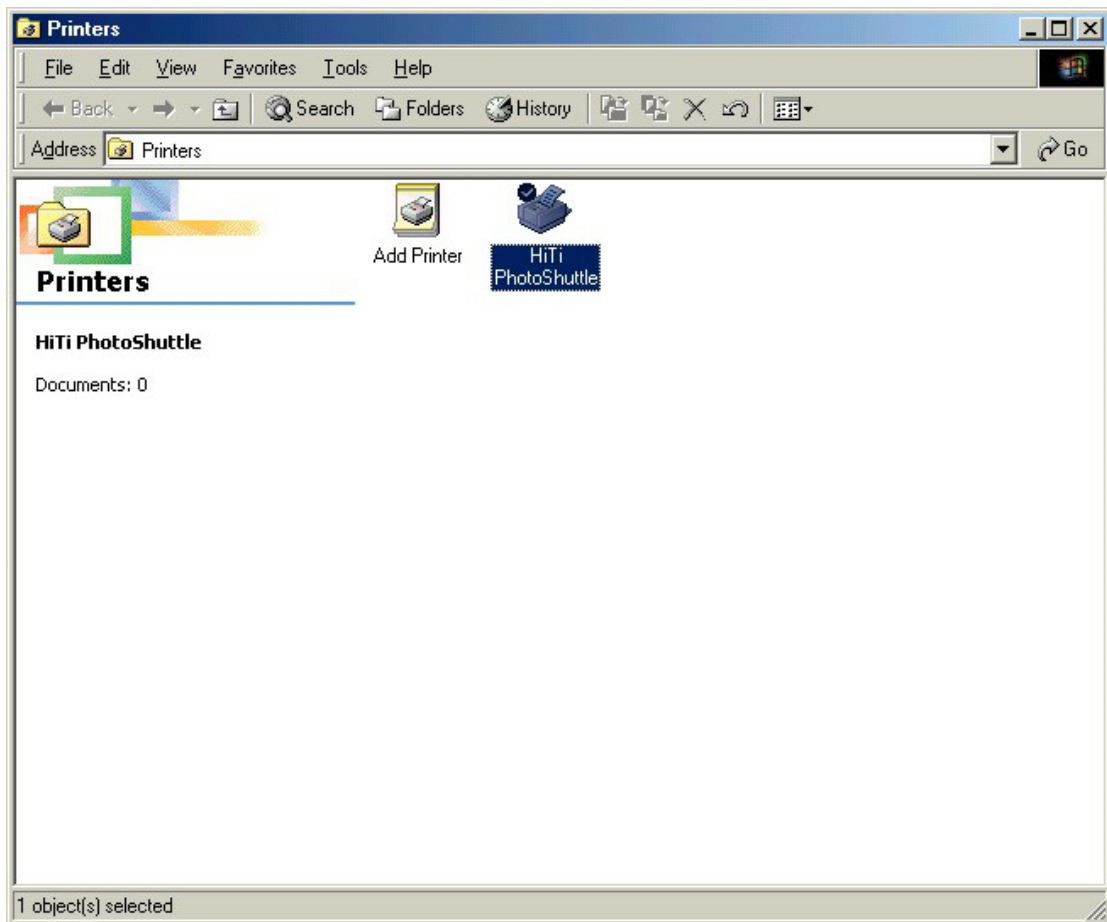 Printers
File Edit View Favorites Tools Help
Back Search Folders History
Address Printers Go
Add Printer
HiTi
PhotoShuttle
Printers
HiTi PhotoShuttle
Documents: 0
1 object(s) selected